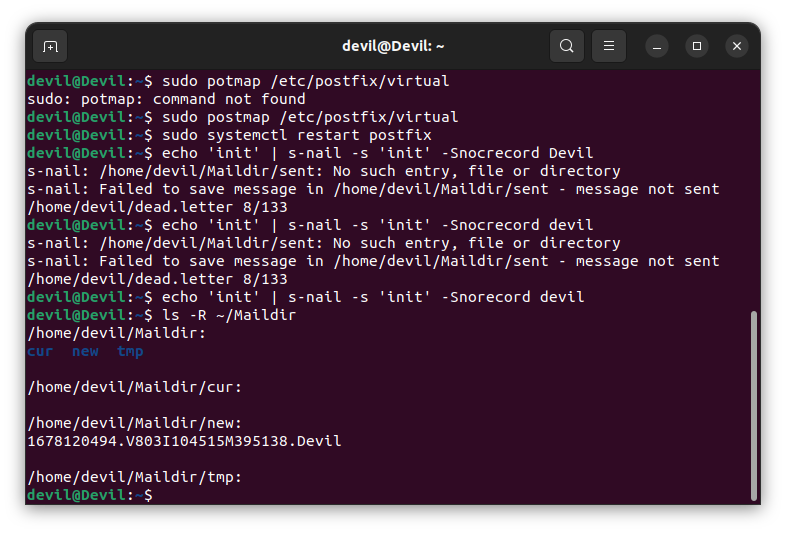 devil@Devil: ~
devil@Devil:~$ sudo potmap /etc/postfix/virtual
sudo: potmap: command not found
devil@Devil:~$ sudo postmap /etc/postfix/virtual
devil@Devil:~$ sudo systemctl restart postfix
devil@Devil:~$ echo 'init' | s-nail -s 'init' -Snocrecord Devil
s-nail: /home/devil/Maildir/sent: No such entry, file or directory
s-nail: Failed to save message in /home/devil/Maildir/sent - message not sent
/home/devil/dead.letter 8/133
devil@Devil:~$ echo 'init' | s-nail -s 'init' -Snocrecord devil
s-nail: /home/devil/Maildir/sent: No such entry, file or directory
s-nail: Failed to save message in /home/devil/Maildir/sent - message not sent
/home/devil/dead.letter 8/133
devil@Devil:~$ echo 'init' | s-nail -s 'init' -Snorecord devil
devil@Devil:~$ ls -R ~/Maildir
/home/devil/Maildir:
cur  new  tmp
/home/devil/Maildir/cur:
/home/devil/Maildir/new:
1678120494.V803I104515M395138.Devil
/home/devil/Maildir/tmp:
devil@Devil:~$